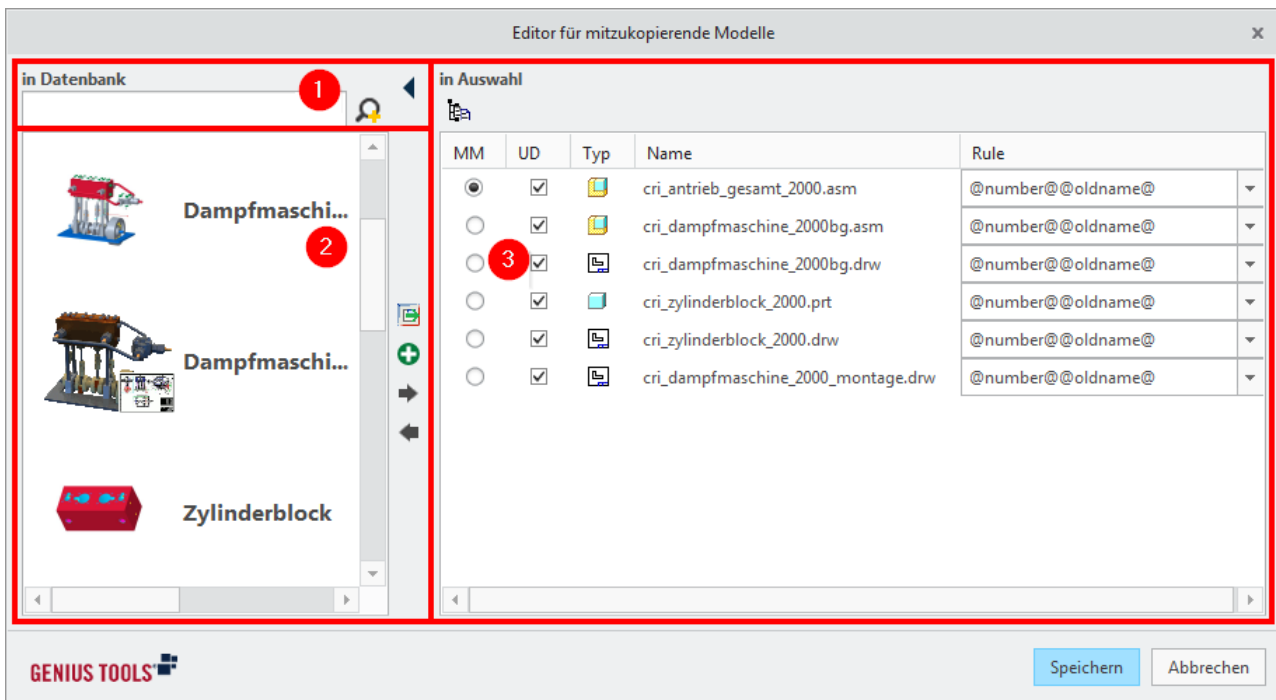 Editor für mitzukopierende Modelle
in Datenbank
1
in Auswahl
MM UD Typ Name Rule
cri_antrieb_gesamt_2000.asm @number@@oldname@
cri_dampfmaschine_2000bg.asm @number@@oldname@
cri_dampfmaschine_2000bg.drw @number@@oldname@
cri_zylinderblock_2000.prt @number@@oldname@
cri_zylinderblock_2000.drw @number@@oldname@
cri_dampfmaschine_2000_montage.drw @number@@oldname@
Dampfmaschi...
2
3
Dampfmaschi...
Zylinderblock
GENIUS TOOLS
Speichern
Abbrechen